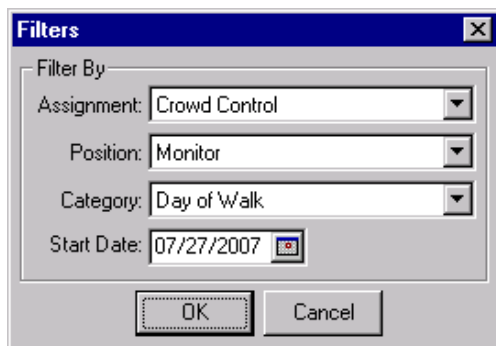 Filters
Filter By
Assignment: Crowd Control
Position: Monitor
Category: Day of Walk
Start Date: 07/27/2007
OK Cancel